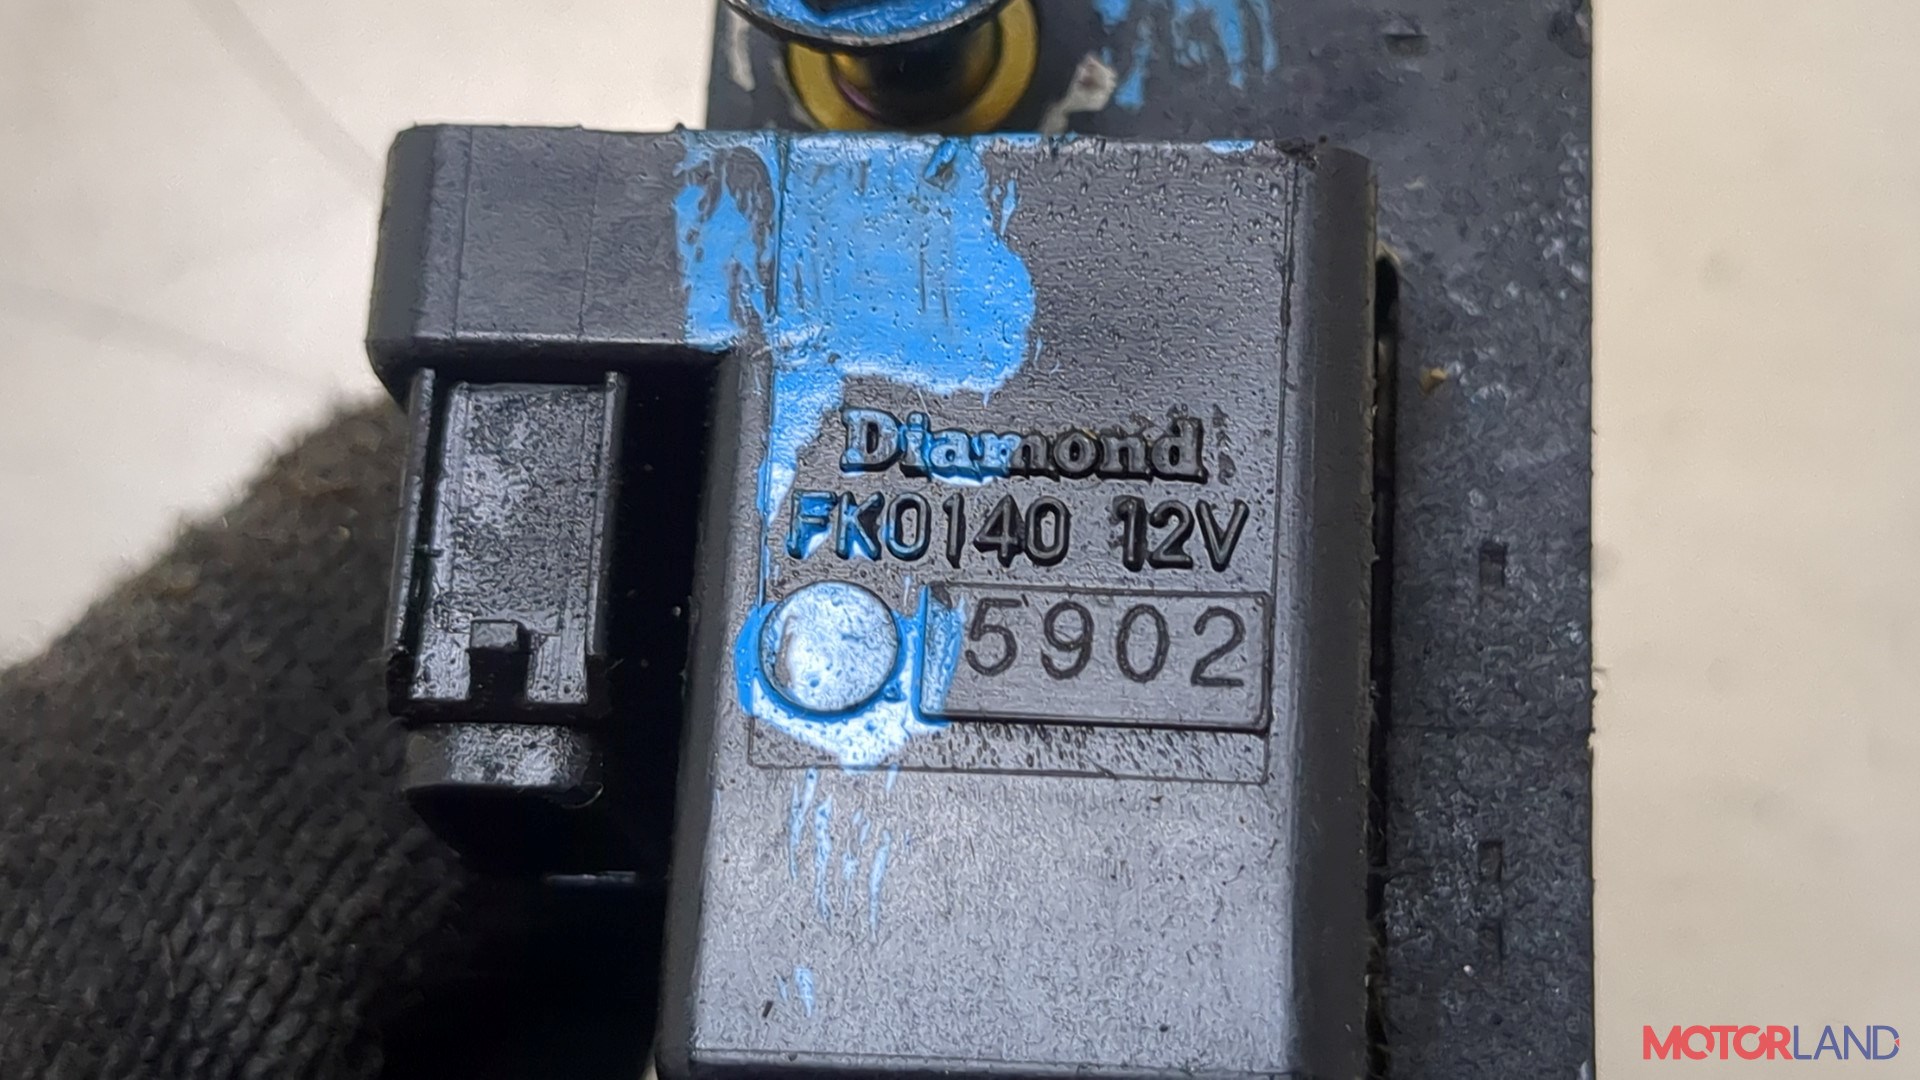 Diamond
FK0140 12V
5902
MOTORLAND